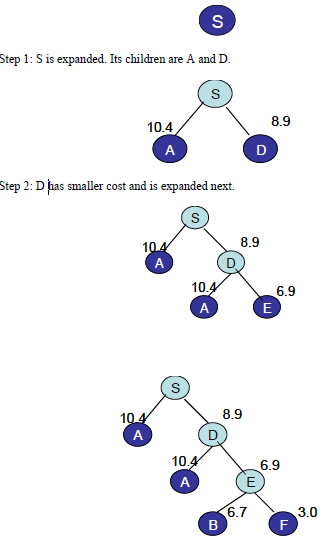 S
Step 1: S is expanded. Its children are A and D.
S
10.4 8.9
A D
Step 2: D has smaller cost and is expanded next.
S
10.4 8.9
A D
10.4 6.9
A E
S
10.4 8.9
A D
10.4 6.9
A E
6.7 3.0
B F